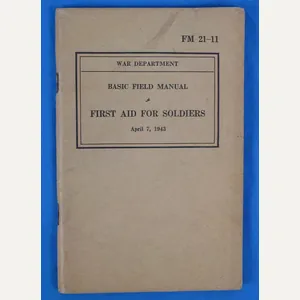 FM 21-11
WAR DEPARTMENT
BASIC FIELD MANUAL
FIRST AID FOR SOLDIERS
April 7, 1943